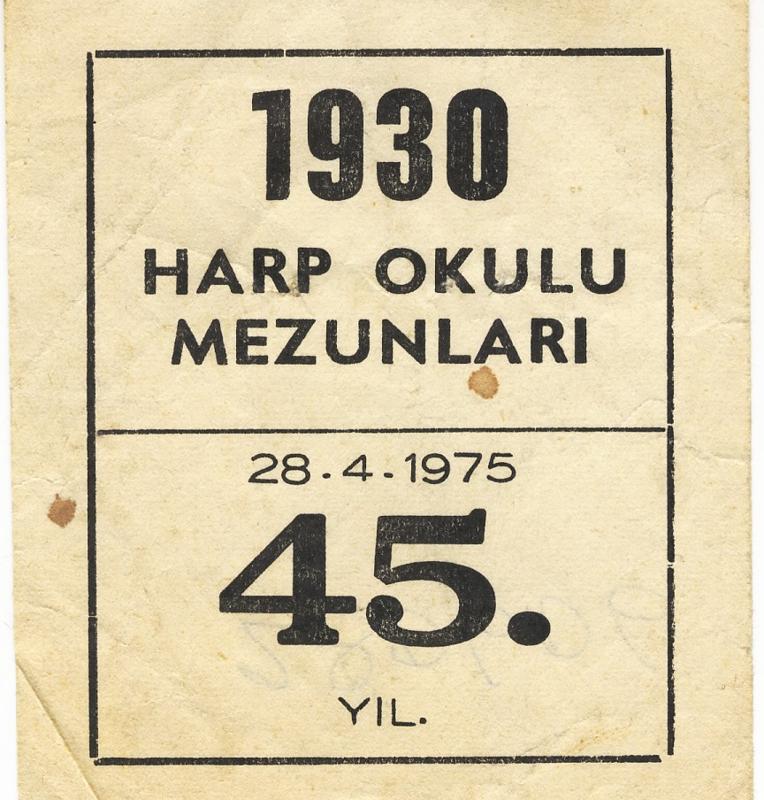 1930
HARP OKULU
MEZUNLARI
28.4.1975
45.
YIL.